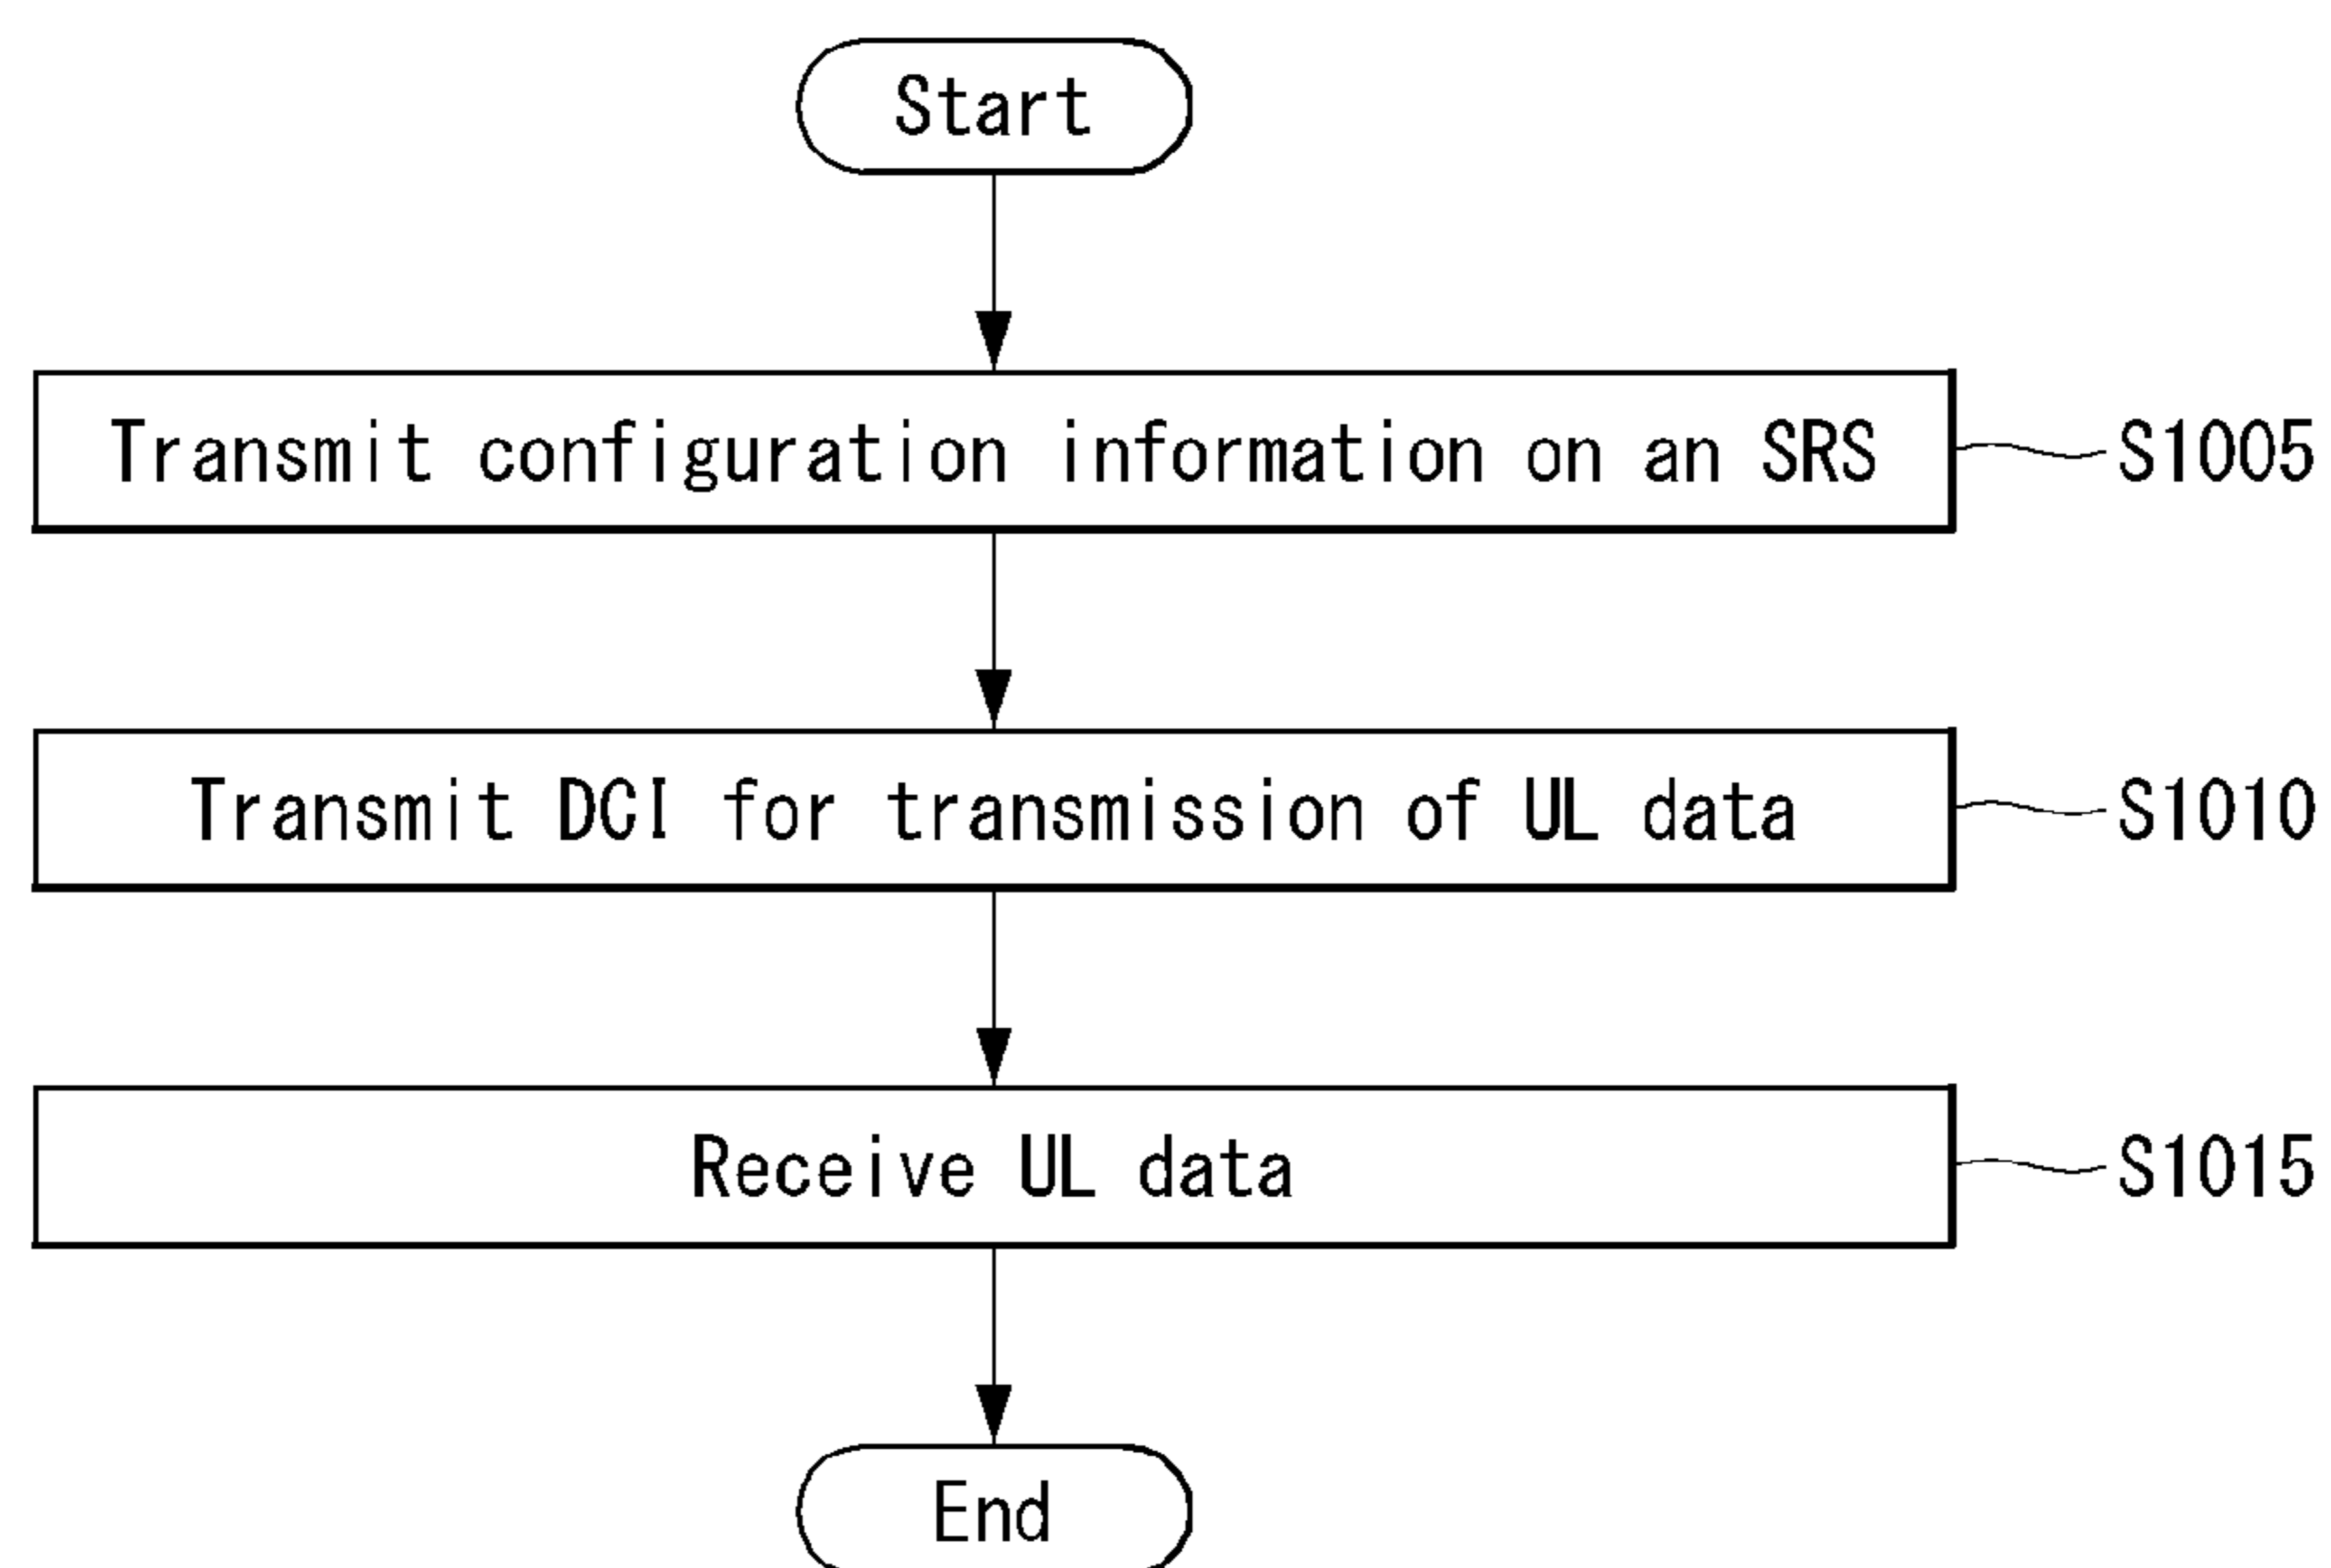 Start
Transmit configuration information on an SRS
S1005
Transmit DCI for transmission of UL data
S1010
Receive UL data
S1015
End